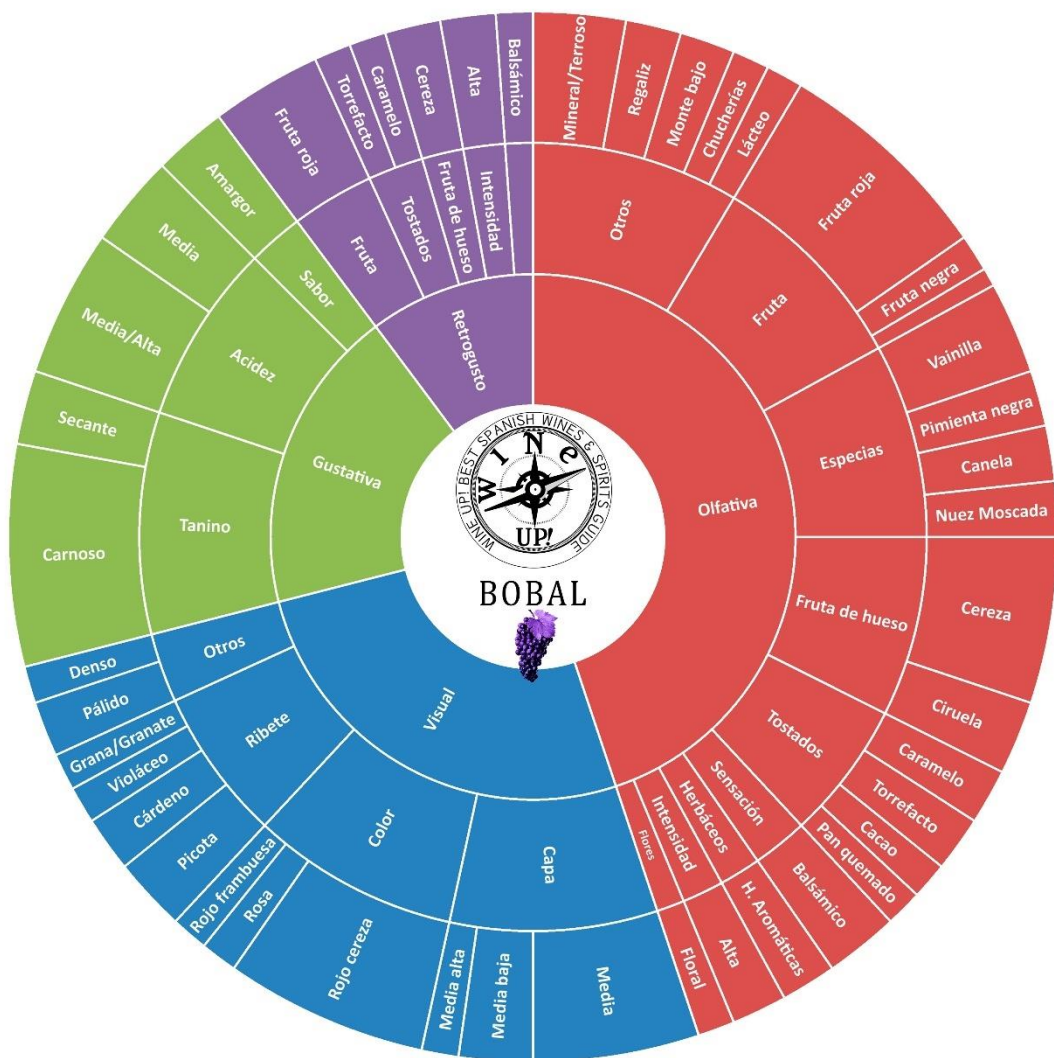 WINE UP! BEST SPANISH WINES & SPIRITS GUIDE
WINE
UP!
BOBAL
Olfativa
Otros
Mineral/Terroso
Regaliz
Monte bajo
Chucherías
Lácteo
Fruta
Fruta roja
Fruta negra
Especias
Vainilla
Pimienta negra
Canela
Nuez Moscada
Fruta de hueso
Cereza
Ciruela
Tostados
Caramelo
Torrefacto
Cacao
Pan quemado
Sensación
Balsámico
Herbáceos
H. Aromáticas
Intensidad
Alta
Flores
Floral
Visual
Capa
Media
Media baja
Media alta
Color
Rojo cereza
Rosa
Rojo frambuesa
Ribete
Picota
Cárdeno
Violáceo
Grana/Granate
Pálido
Otros
Denso
Gustativa
Tanino
Carnoso
Secante
Acidez
Media/Alta
Media
Sabor
Amargor
Retrogusto
Fruta
Fruta roja
Tostados
Torrefacto
Caramelo
Fruta de hueso
Cereza
Intensidad
Alta
Balsámico